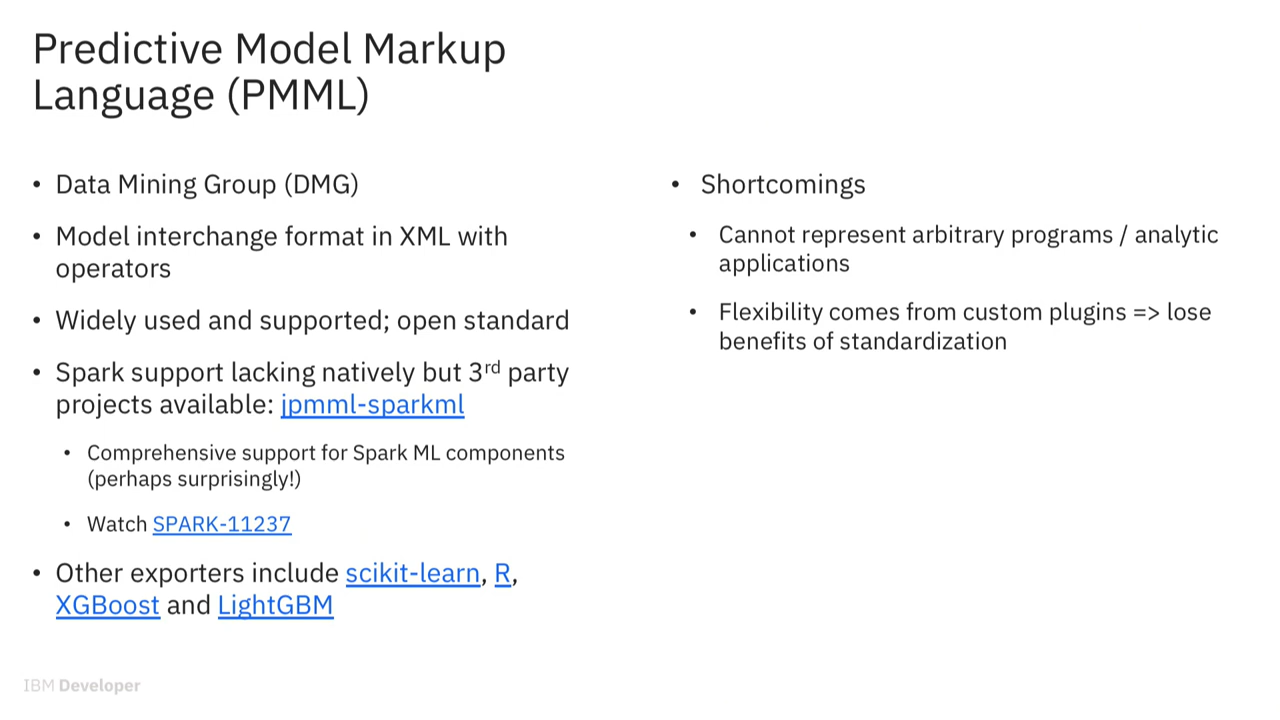 Predictive Model Markup
Language (PMML)
• Data Mining Group (DMG)
• Model interchange format in XML with
operators
• Widely used and supported; open standard
• Spark support lacking natively but 3rd party
projects available: jpmml-sparkml
• Comprehensive support for Spark ML components
(perhaps surprisingly!)
• Watch SPARK-11237
• Other exporters include scikit-learn, R,
XGBoost and LightGBM
• Shortcomings
• Cannot represent arbitrary programs / analytic
applications
• Flexibility comes from custom plugins => lose
benefits of standardization
IBM Developer